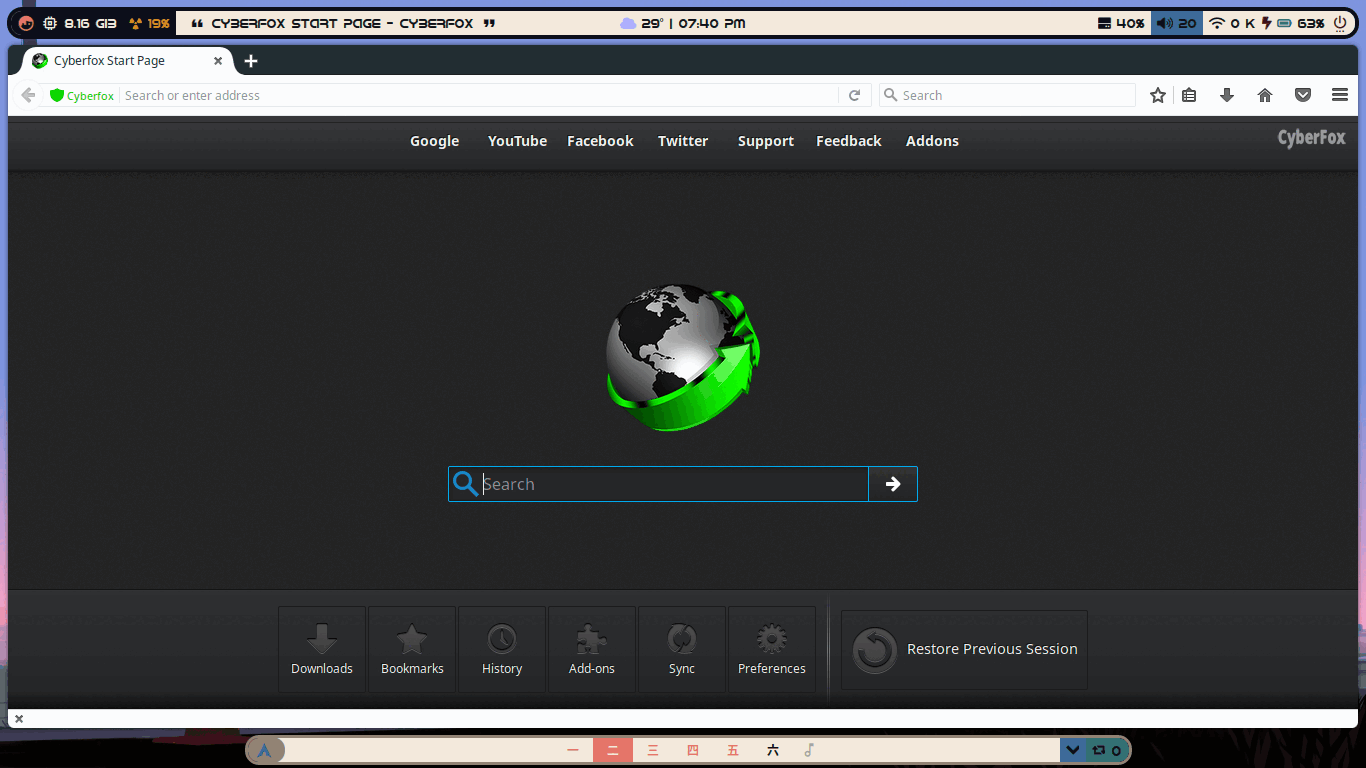 8.16 GiB 19% ❝ Cyberfox Start Page - Cyberfox ❞ 29° | 07:40 PM 40% 20 0 K 63%
Cyberfox Start Page
Cyberfox Search or enter address Search
Google YouTube Facebook Twitter Support Feedback Addons CyberFox
Search
Downloads Bookmarks History Add-ons Sync Preferences Restore Previous Session
一 二 三 四 五 六 0